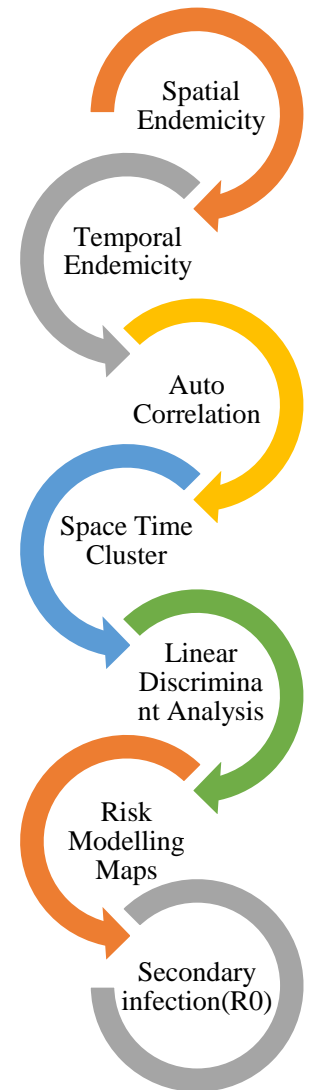 Spatial
Endemicity
Temporal
Endemicity
Auto
Correlation
Space Time
Cluster
Linear
Discrimina
nt Analysis
Risk
Modelling
Maps
Secondary
infection(R0)